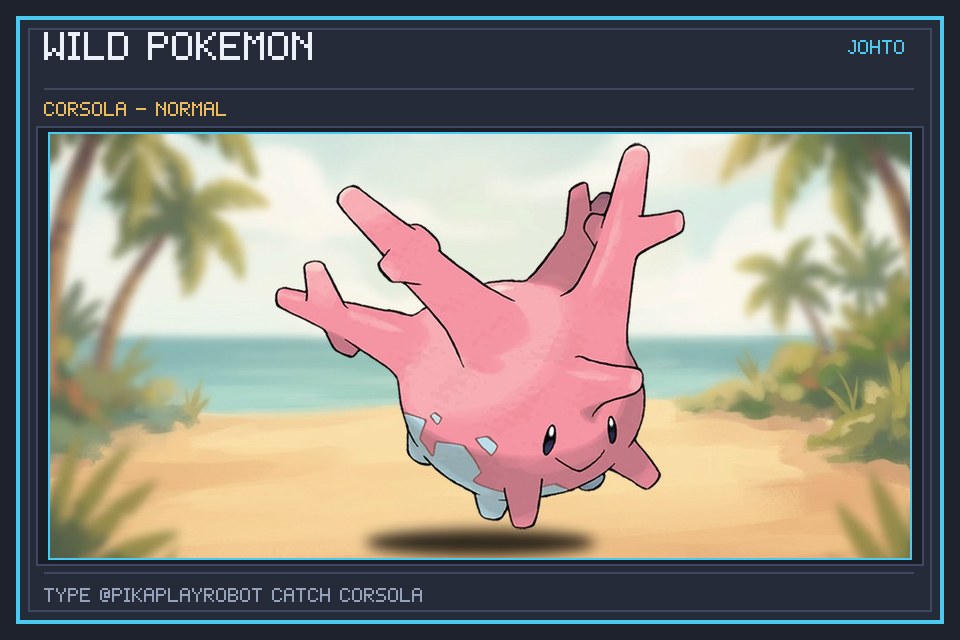 WILD POKEMON
JOHTO
CORSOLA - NORMAL
TYPE @PIKAPLAYROBOT CATCH CORSOLA